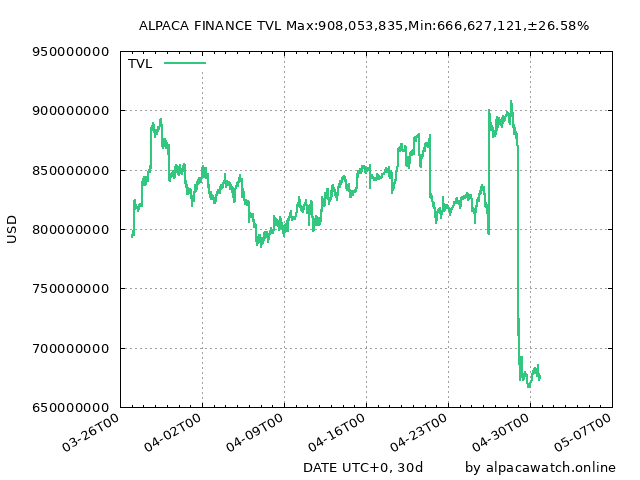 ALPACA FINANCE TVL Max:908,053,835,Min:666,627,121,±26.58%
950000000
TVL
900000000
850000000
800000000
750000000
700000000
650000000
USD
03-26T00
04-02T00
04-09T00
04-16T00
04-23T00
04-30T00
05-07T00
DATE UTC+0, 30d
by alpacawatch.online